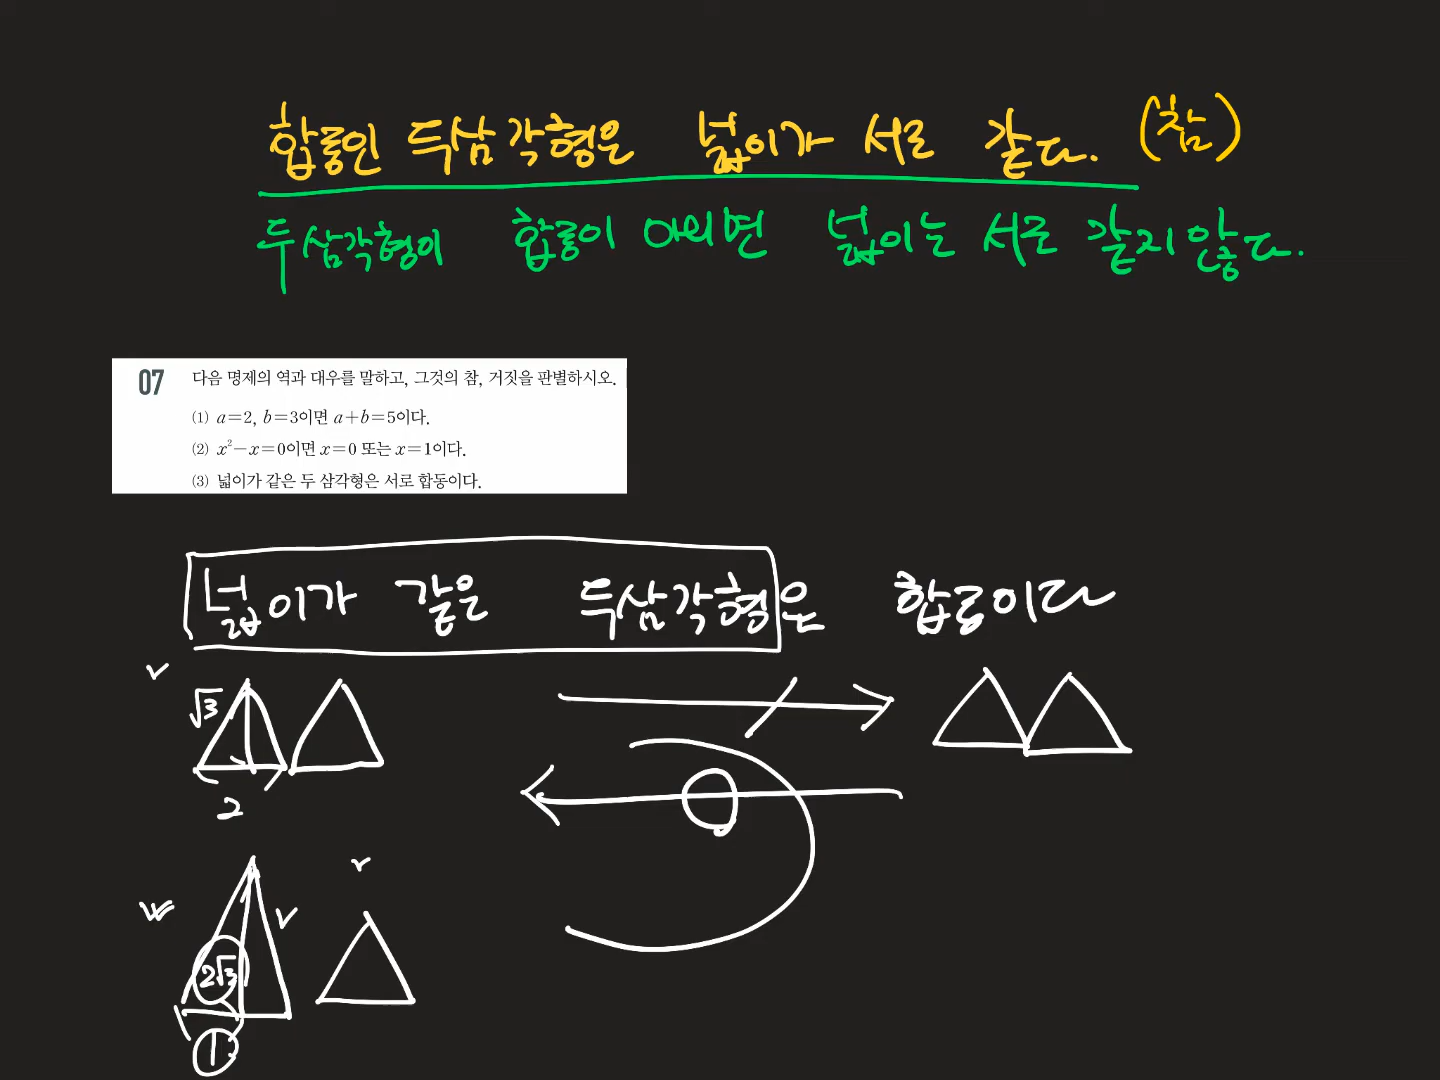 합동인 두 삼각형은 넓이가 서로 같다. (참)
두 삼각형이 합동이 아니면 넓이는 서로 같지 않다.
07 다음 명제의 역과 대우를 말하고, 그것의 참, 거짓을 판별하시오.
(1) a=2, b=3이면 a+b=5이다.
(2) x²-x=0이면 x=0 또는 x=1이다.
(3) 넓이가 같은 두 삼각형은 서로 합동이다.
넓이가 같은 두 삼각형은 합동이다
√3
2
2√3
1